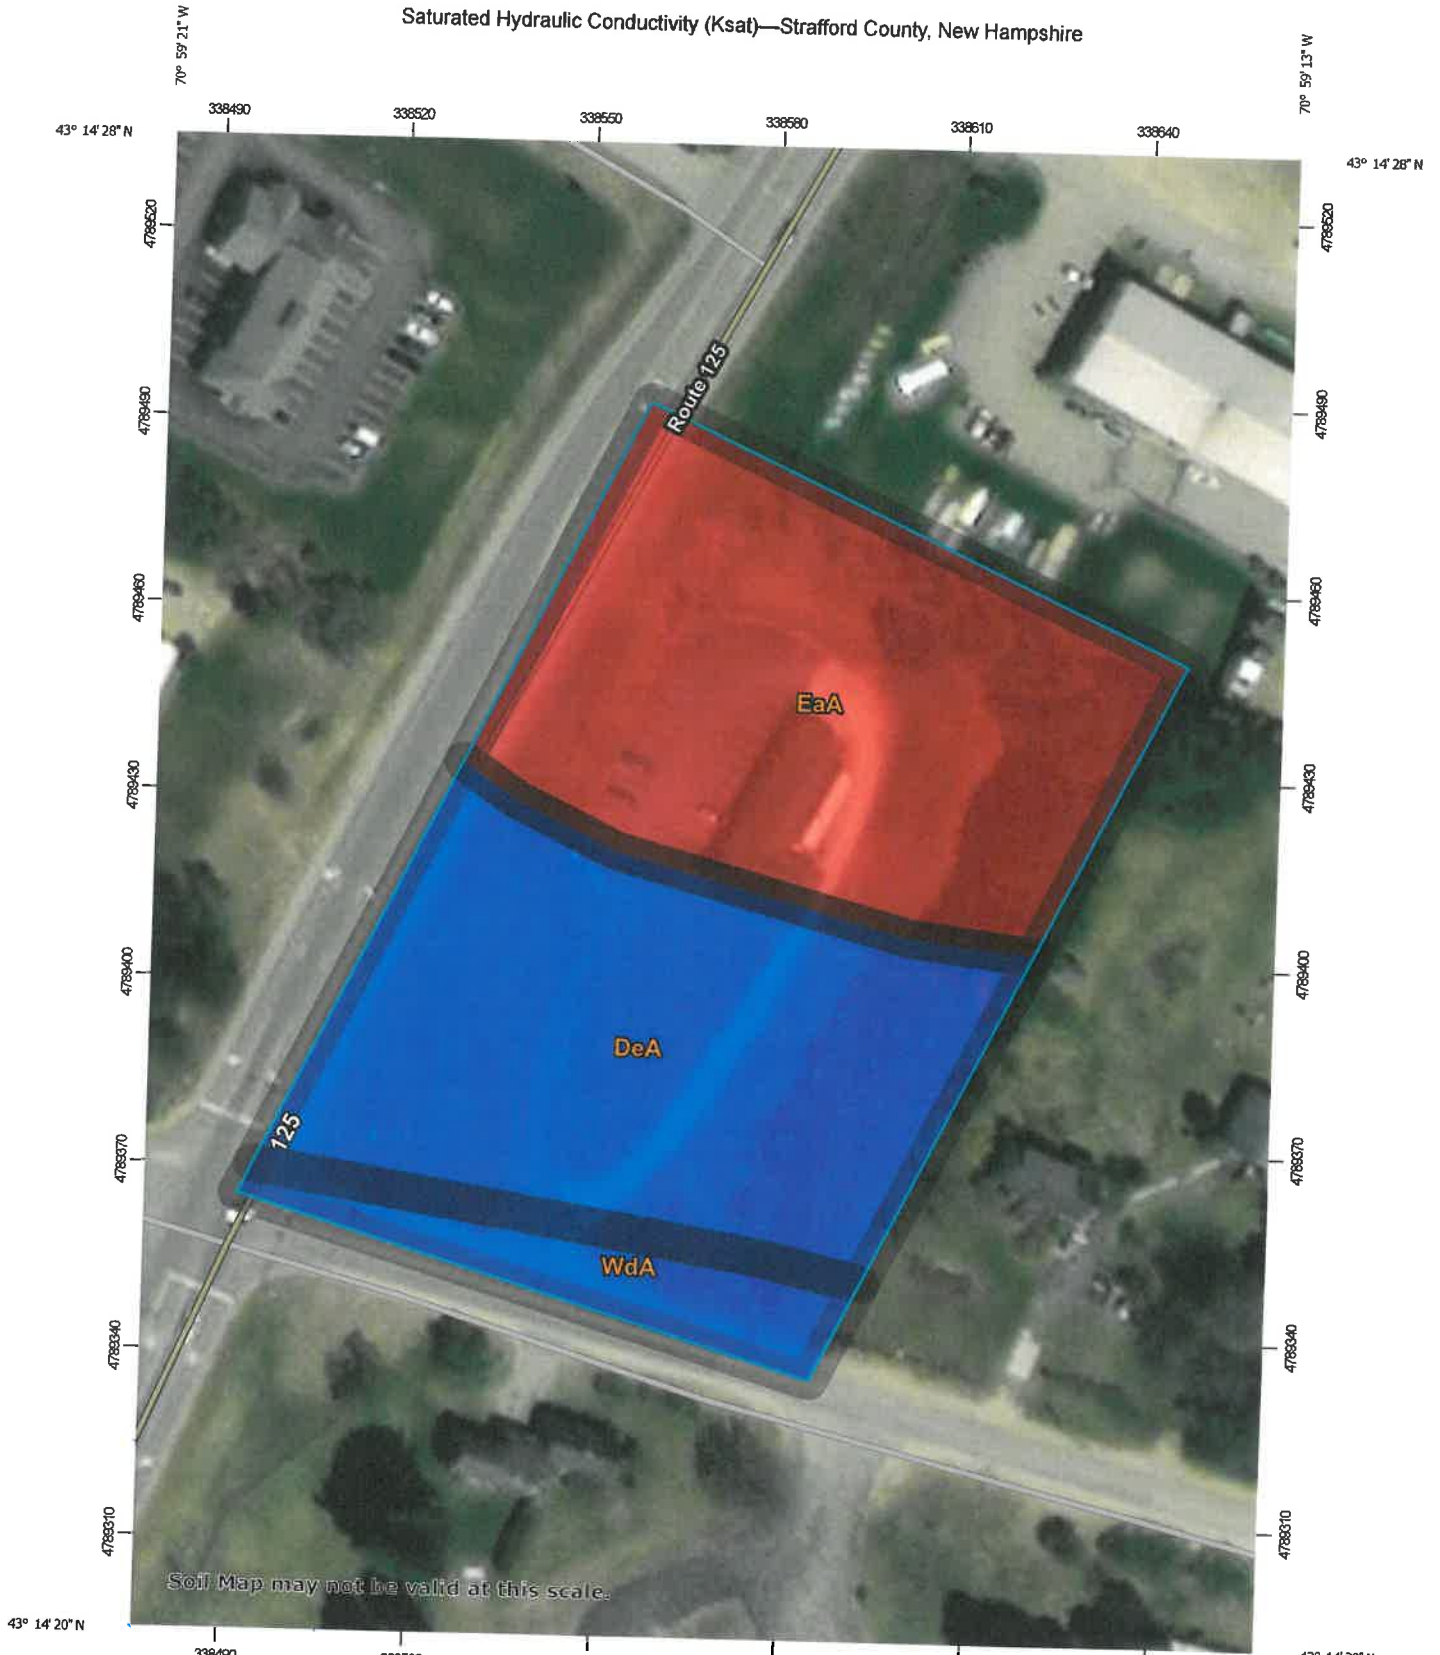 Saturated Hydraulic Conductivity (Ksat)—Strafford County, New Hampshire
70° 59' 21" W
70° 59' 13" W
338490
338520
338550
338580
338610
338640
43° 14' 28" N
43° 14' 28" N
4789520
4789520
4789490
4789490
Route 125
4789460
4789460
EaA
4789430
4789430
4789400
4789400
DeA
125
4789370
4789370
WdA
4789340
4789340
4789310
4789310
Soil Map may not be valid at this scale.
43° 14' 20" N
338490